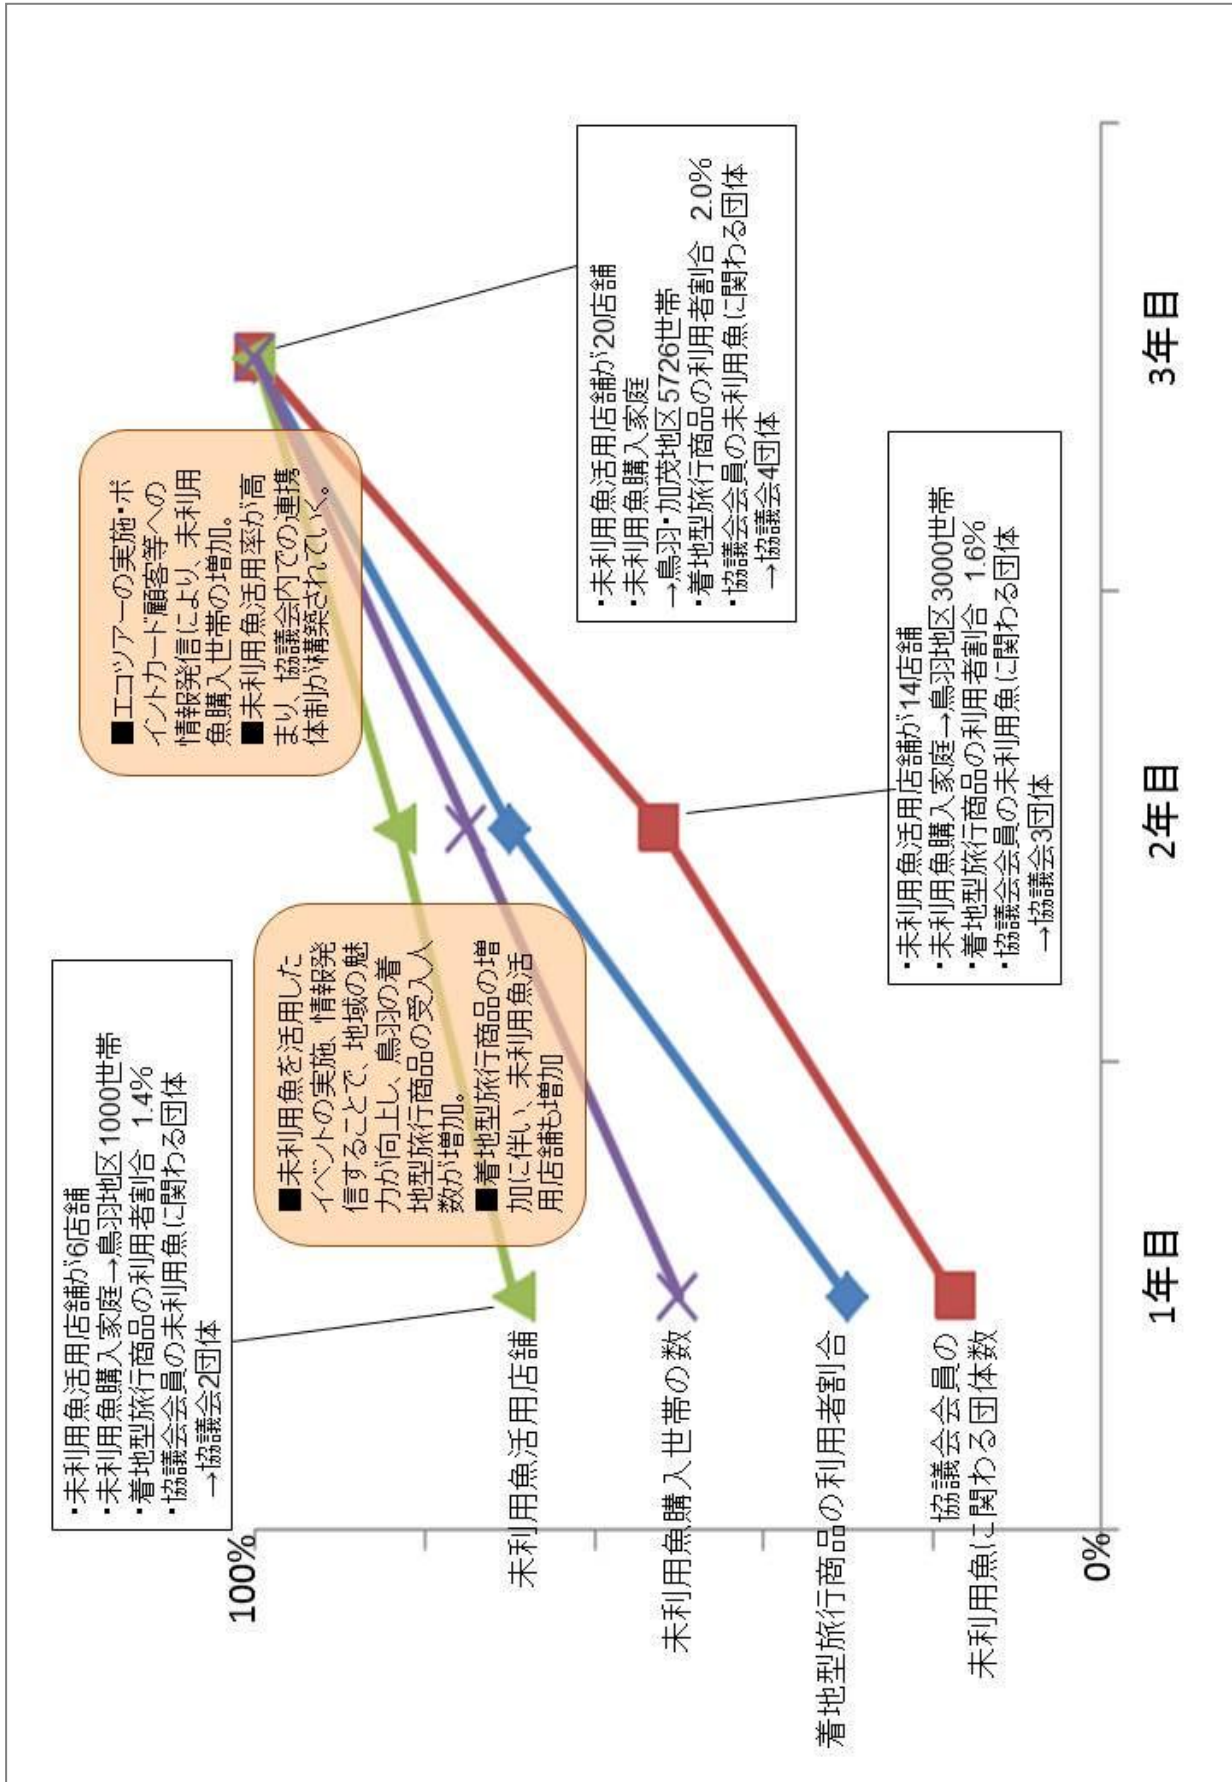 100%
・未利用魚活用店舗が6店舗
・未利用魚購入家庭→鳥羽地区1000世帯
・着地型旅行商品の利用者割合 1.4%
・協議会会員の未利用魚に関わる団体
→協議会2団体
■エコツアーの実施・ポ
イントカード顧客等への
情報発信により、未利用
魚購入世帯の増加。
■未利用魚活用率が高
まり、協議会内での連携
体制が構築されていく。
■未利用魚を活用した
イベントの実施、情報発
信することで、地域の魅
力が向上し、鳥羽の着
地型旅行商品の受入人
数が増加。
■着地型旅行商品の増
加に伴い、未利用魚活
用店舗も増加
未利用魚活用店舗
未利用魚購入世帯の数
着地型旅行商品の利用者割合
協議会会員の
未利用魚に関わる団体数
・未利用魚活用店舗が20店舗
・未利用魚購入家庭
→鳥羽・加茂地区5726世帯
・着地型旅行商品の利用者割合 2.0%
・協議会会員の未利用魚に関わる団体
→協議会4団体
・未利用魚活用店舗が14店舗
・未利用魚購入家庭→鳥羽地区3000世帯
・着地型旅行商品の利用者割合 1.6%
・協議会会員の未利用魚に関わる団体
→協議会3団体
0%
1年目
2年目
3年目